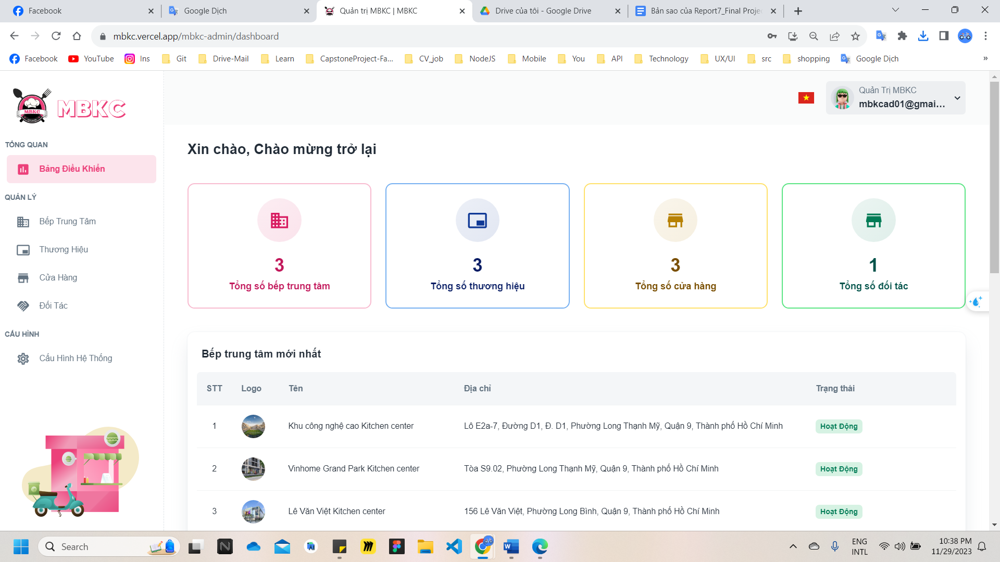 Facebook
Google Dịch
Quản trị MBKC | MBKC
Drive của tôi - Google Drive
Bản sao của Report7_Final Projec
mbkc.vercel.app/mbkc-admin/dashboard
Facebook
YouTube
Ins
Git
Drive-Mail
Learn
CapstoneProject-Fa...
CV_job
NodeJS
Mobile
You
API
Technology
UX/UI
src
shopping
Google Dịch
»
MBKC
MBKC
Quản Trị MBKC
mbkcad01@gmai...
TỔNG QUAN
Bảng Điều Khiển
QUẢN LÝ
Bếp Trung Tâm
Thương Hiệu
Cửa Hàng
Đối Tác
CẤU HÌNH
Cấu Hình Hệ Thống
Xin chào, Chào mừng trở lại
3
Tổng số bếp trung tâm
3
Tổng số thương hiệu
3
Tổng số cửa hàng
1
Tổng số đối tác
Bếp trung tâm mới nhất
STT Logo Tên Địa chỉ Trạng thái
1 Khu công nghệ cao Kitchen center Lô E2a-7, Đường D1, Đ. D1, Phường Long Thạnh Mỹ, Quận 9, Thành phố Hồ Chí Minh Hoạt Động
2 Vinhome Grand Park Kitchen center Tòa S9.02, Phường Long Thạnh Mỹ, Quận 9, Thành phố Hồ Chí Minh Hoạt Động
3 Lê Văn Việt Kitchen center 156 Lê Văn Việt, Phường Long Bình, Quận 9, Thành phố Hồ Chí Minh Hoạt Động
Search
ENG
INTL
10:38 PM
11/29/2023